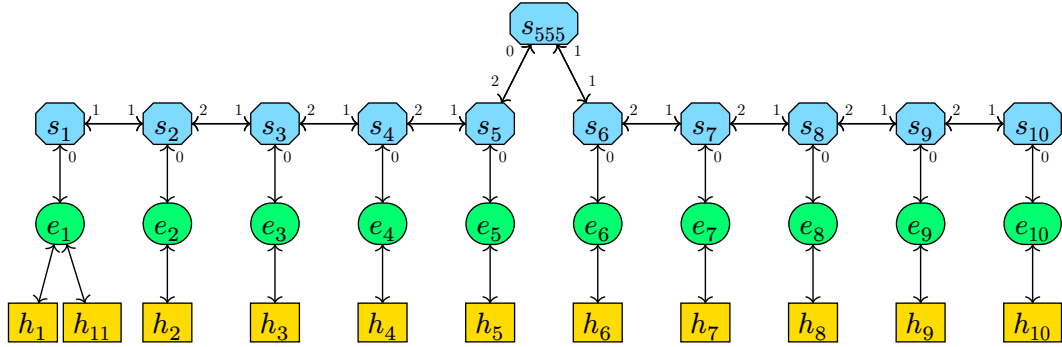 s555
0 1
2 1
1 1 2 1 2 1 2 1 2 1 2 1 2 1 2 1
s1 s2 s3 s4 s5 s6 s7 s8 s9 s10
0 0 0 0 0 0 0 0 0 0
e1 e2 e3 e4 e5 e6 e7 e8 e9 e10
h1 h11 h2 h3 h4 h5 h6 h7 h8 h9 h10